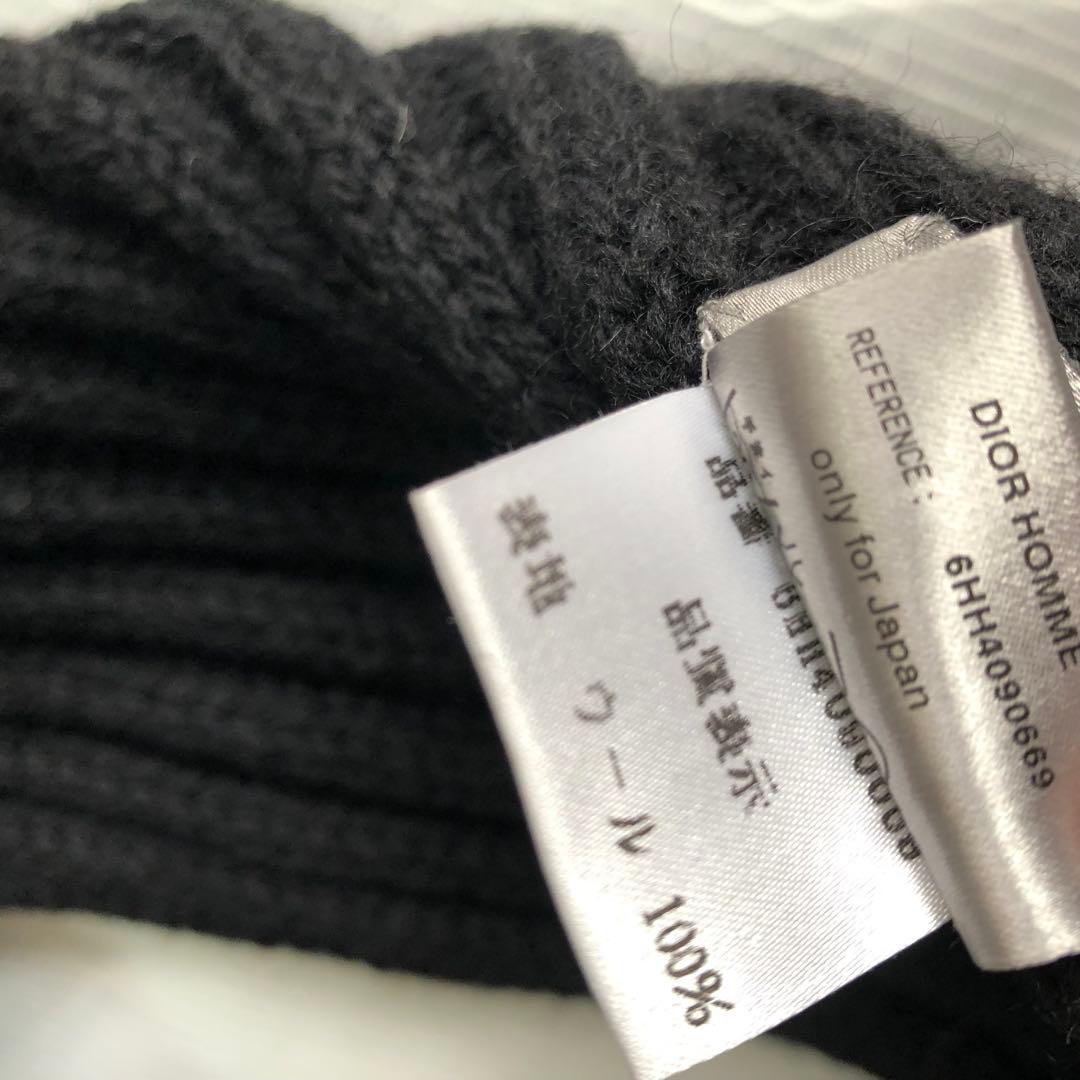 DIOR HOMME
6HH4090669
REFERENCE :
only for Japan
品番
品質表示
表地 ウール 100%